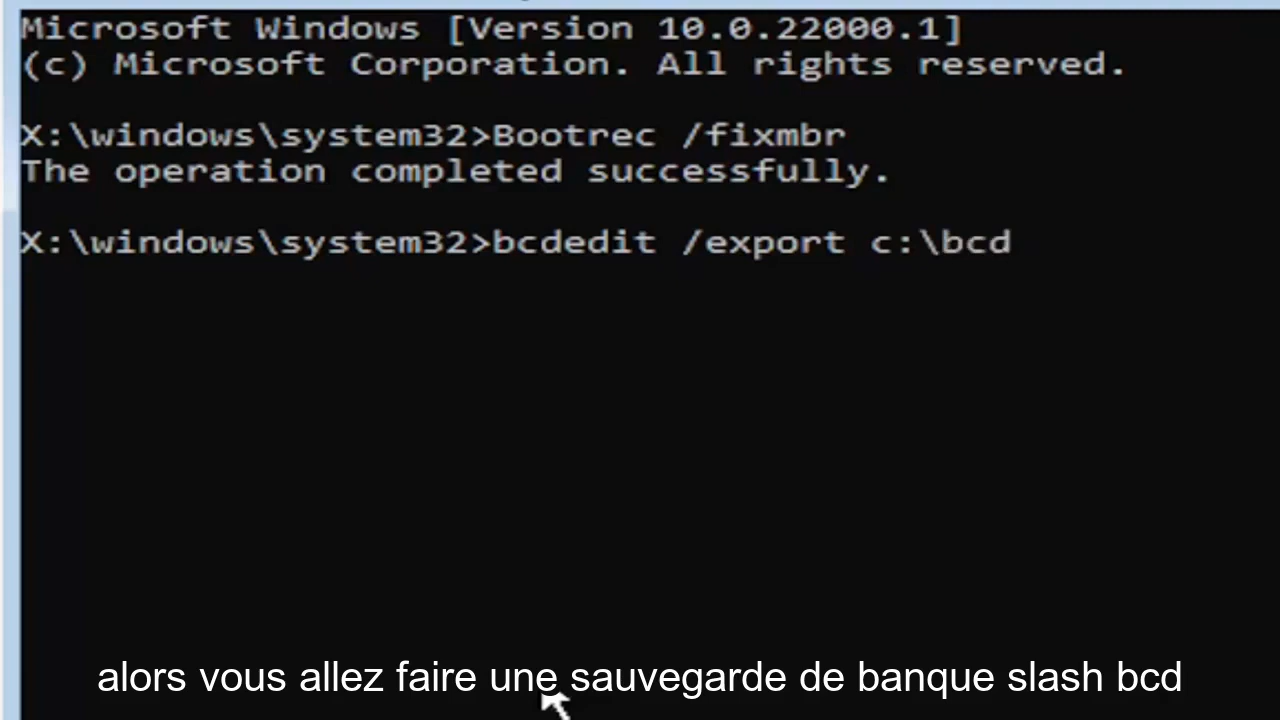 Microsoft Windows [Version 10.0.22000.1]
(c) Microsoft Corporation. All rights reserved.
X:\windows\system32>Bootrec /fixmbr
The operation completed successfully.
X:\windows\system32>bcdedit /export c:\bcd
alors vous allez faire une sauvegarde de banque slash bcd